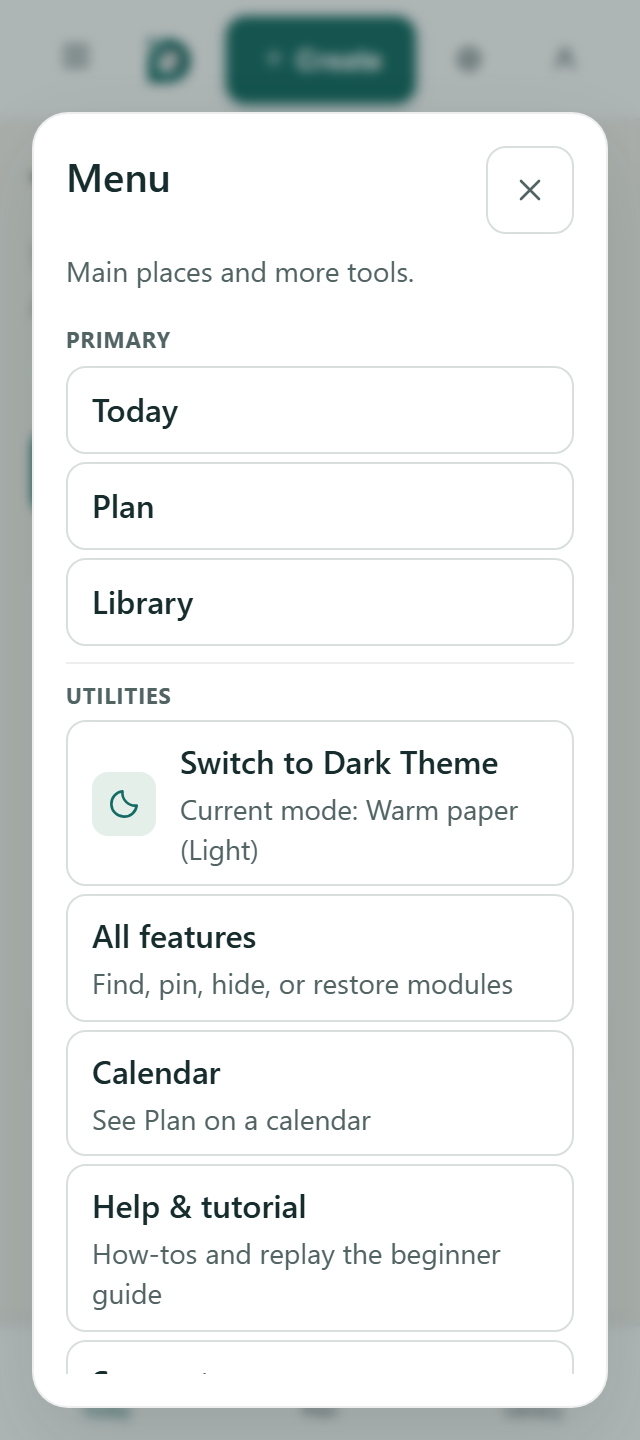 Create
Menu
Main places and more tools.
PRIMARY
Today
Plan
Library
UTILITIES
Switch to Dark Theme
Current mode: Warm paper
(Light)
All features
Find, pin, hide, or restore modules
Calendar
See Plan on a calendar
Help & tutorial
How-tos and replay the beginner
guide